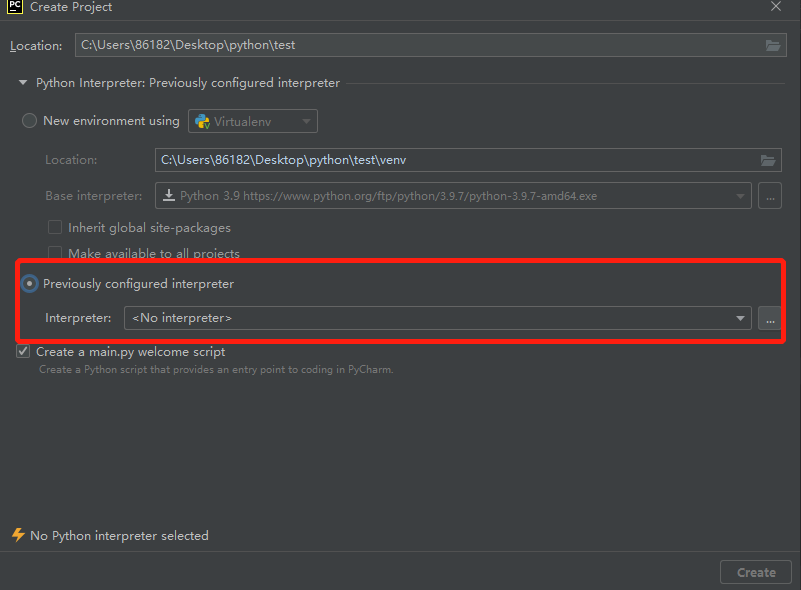 PC Create Project
Location: C:\Users\86182\Desktop\python\test
Python Interpreter: Previously configured interpreter
New environment using Virtualenv
Location: C:\Users\86182\Desktop\python\test\venv
Base interpreter: Python 3.9 https://www.python.org/ftp/python/3.9.7/python-3.9.7-amd64.exe ...
Inherit global site-packages
Make available to all projects
Previously configured interpreter
Interpreter: <No interpreter> ...
Create a main.py welcome script
Create a Python script that provides an entry point to coding in PyCharm.
No Python interpreter selected
Create